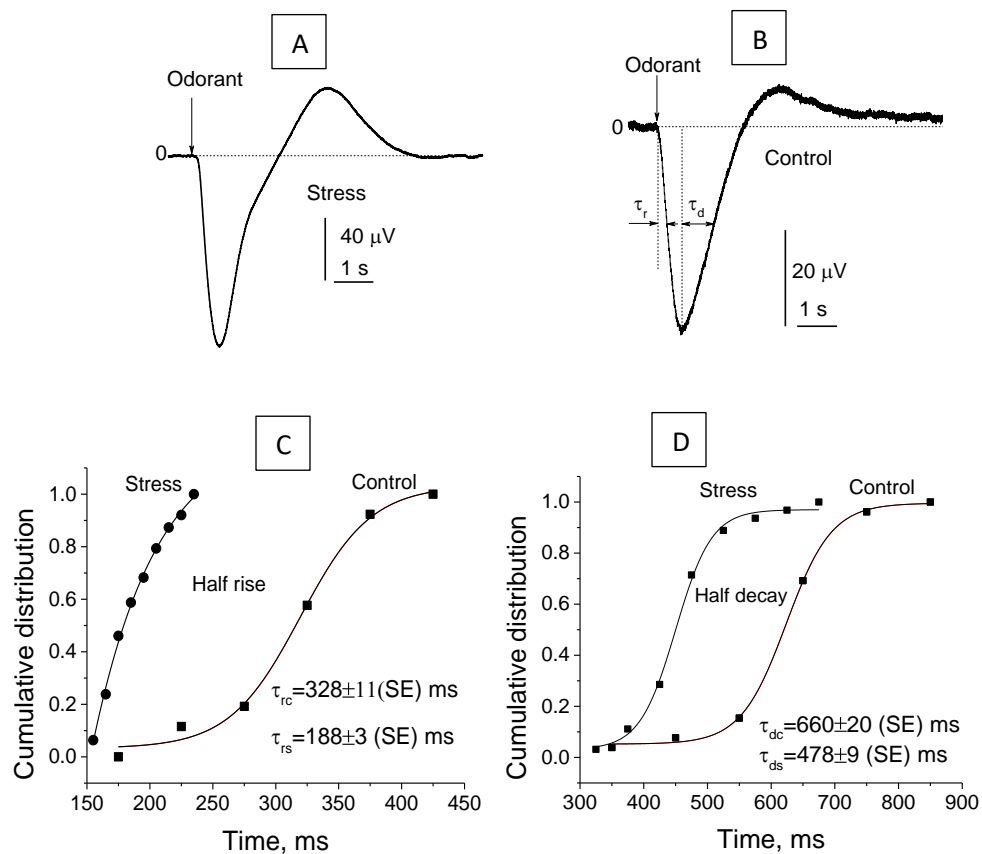 A
Odorant
0
Stress
40 μV
1 s
B
Odorant
0
Control
τr
τd
20 μV
1 s
C
Stress
Control
Half rise
τrc=328±11(SE) ms
τrs=188±3 (SE) ms
Cumulative distribution
1.0
0.8
0.6
0.4
0.2
0.0
150 200 250 300 350 400 450
Time, ms
D
Stress
Control
Half decay
τdc=660±20 (SE) ms
τds=478±9 (SE) ms
Cumulative distribution
1.0
0.8
0.6
0.4
0.2
0.0
300 400 500 600 700 800 900
Time, ms